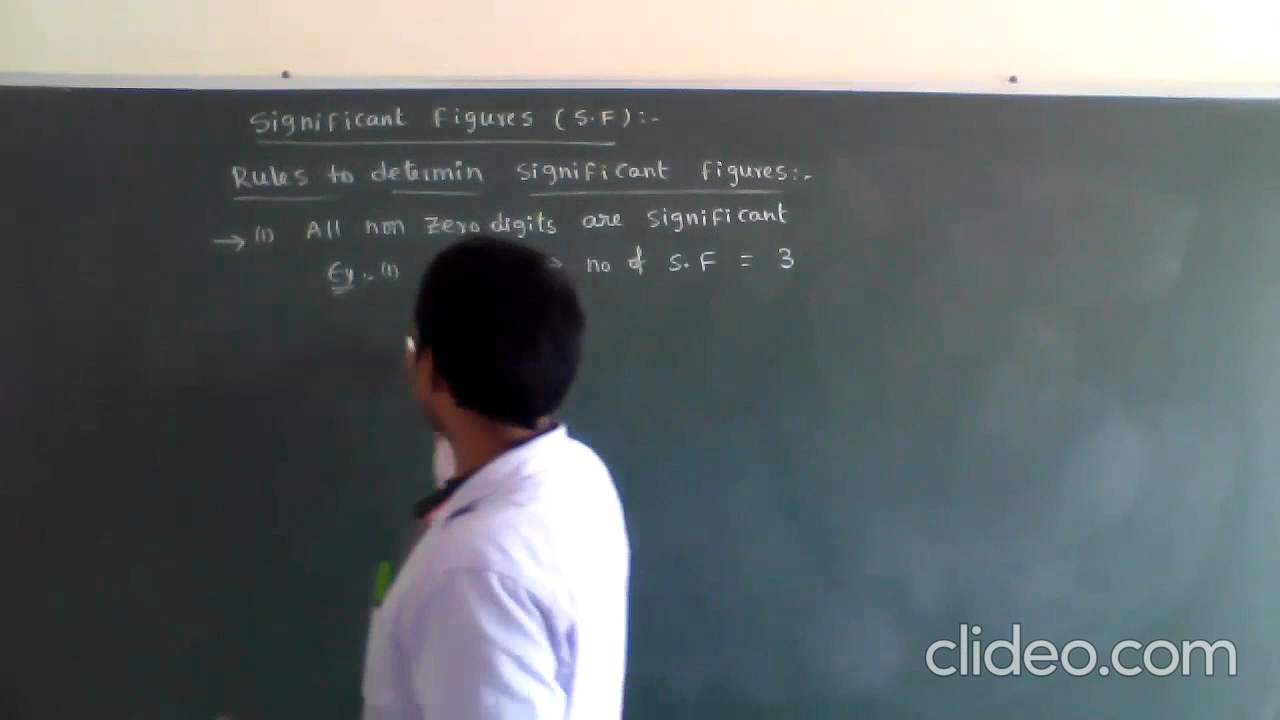 Significant Figures (S.F):-
Rules to determin significant figures:-
→ (1) All non zero digits are significant
Eg:- (1) → no of S.F = 3
clideo.com